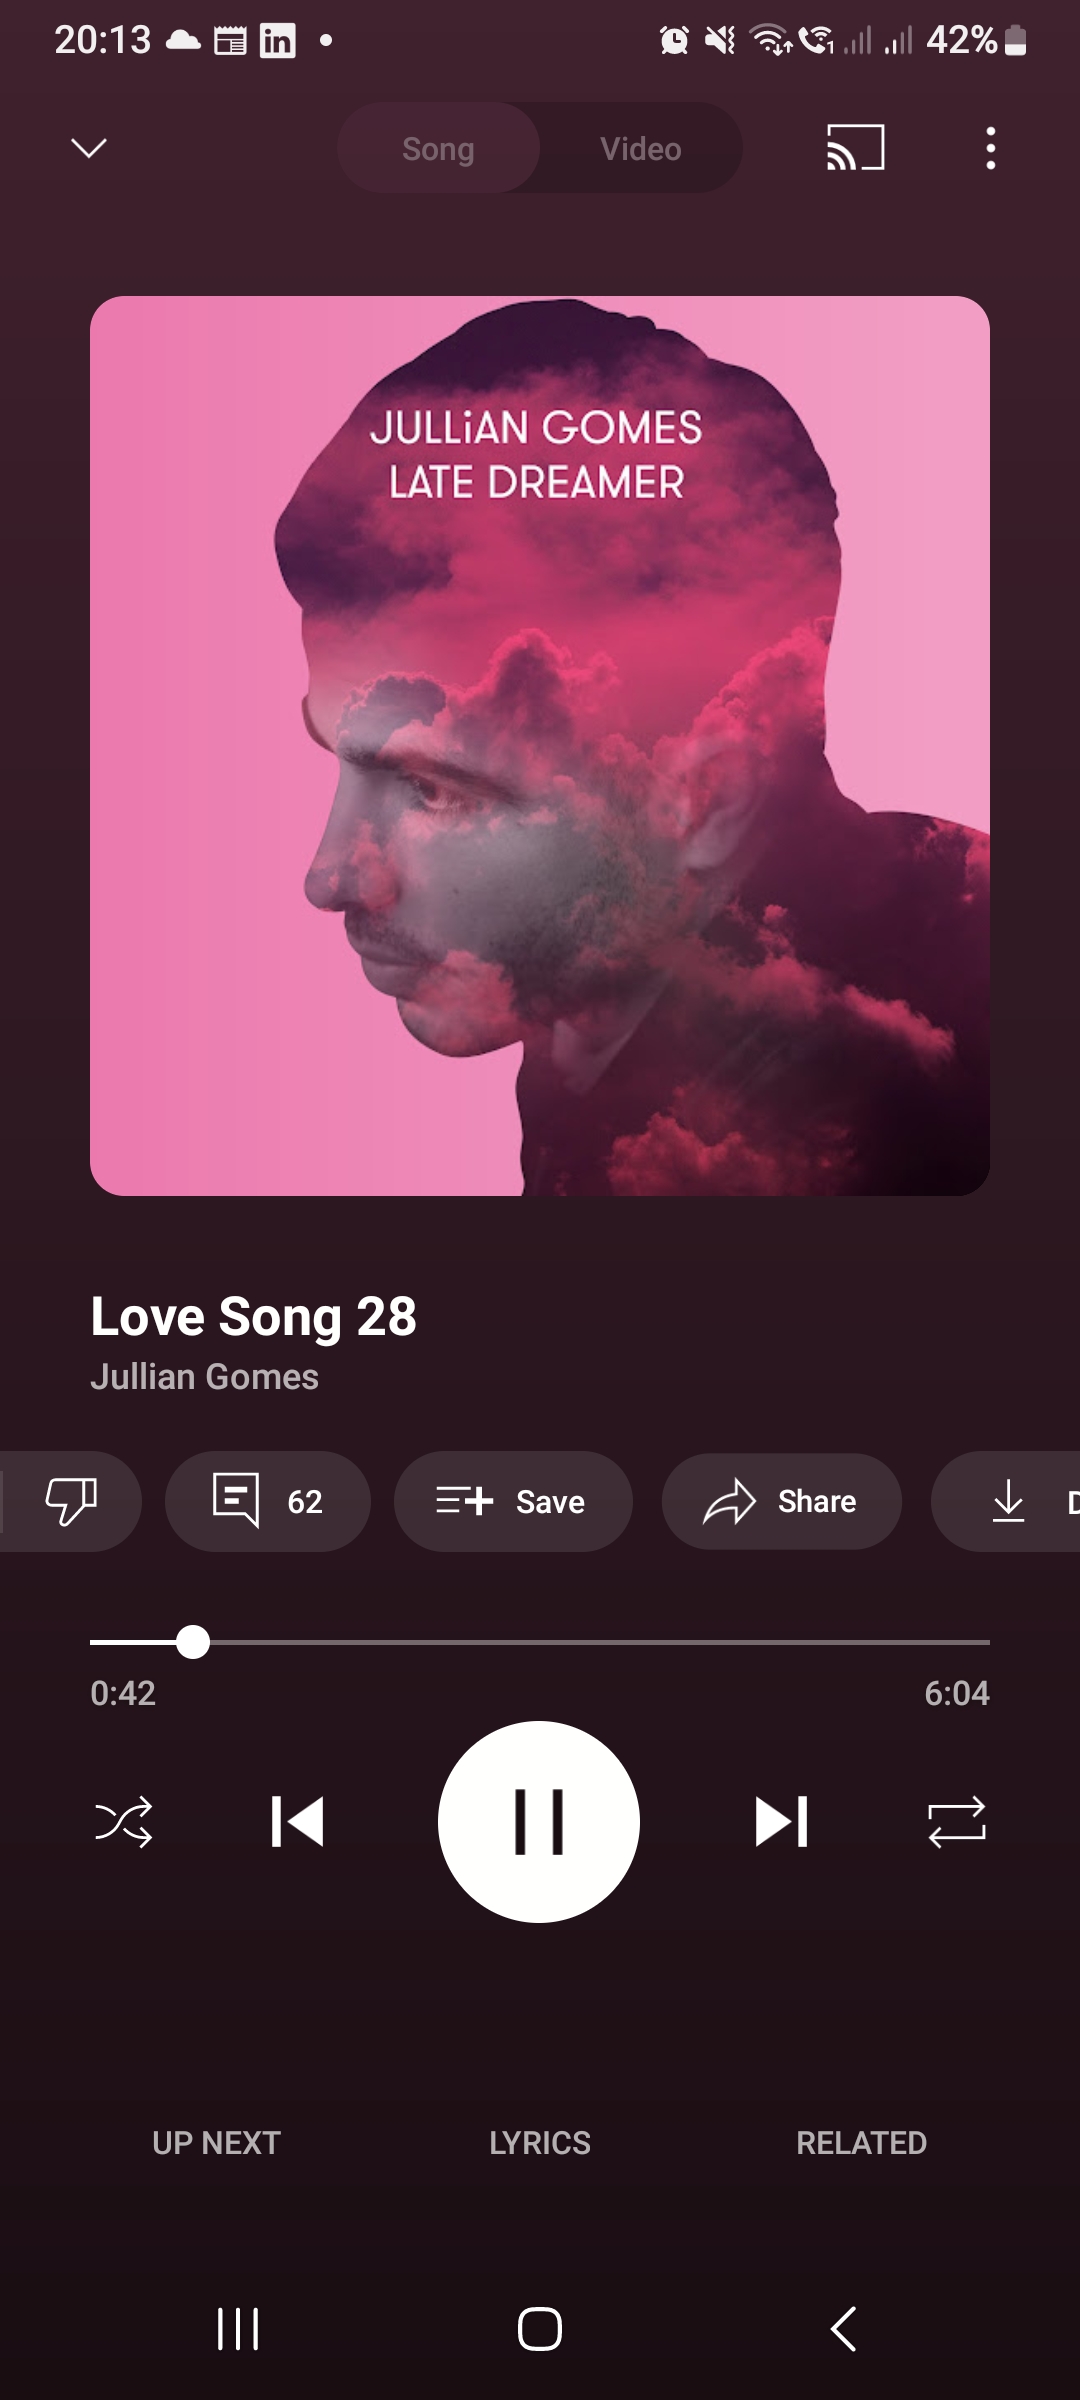 20:13
42%
Song Video
JULLiAN GOMES
LATE DREAMER
Love Song 28
Jullian Gomes
62 Save Share D
0:42 6:04
UP NEXT LYRICS RELATED